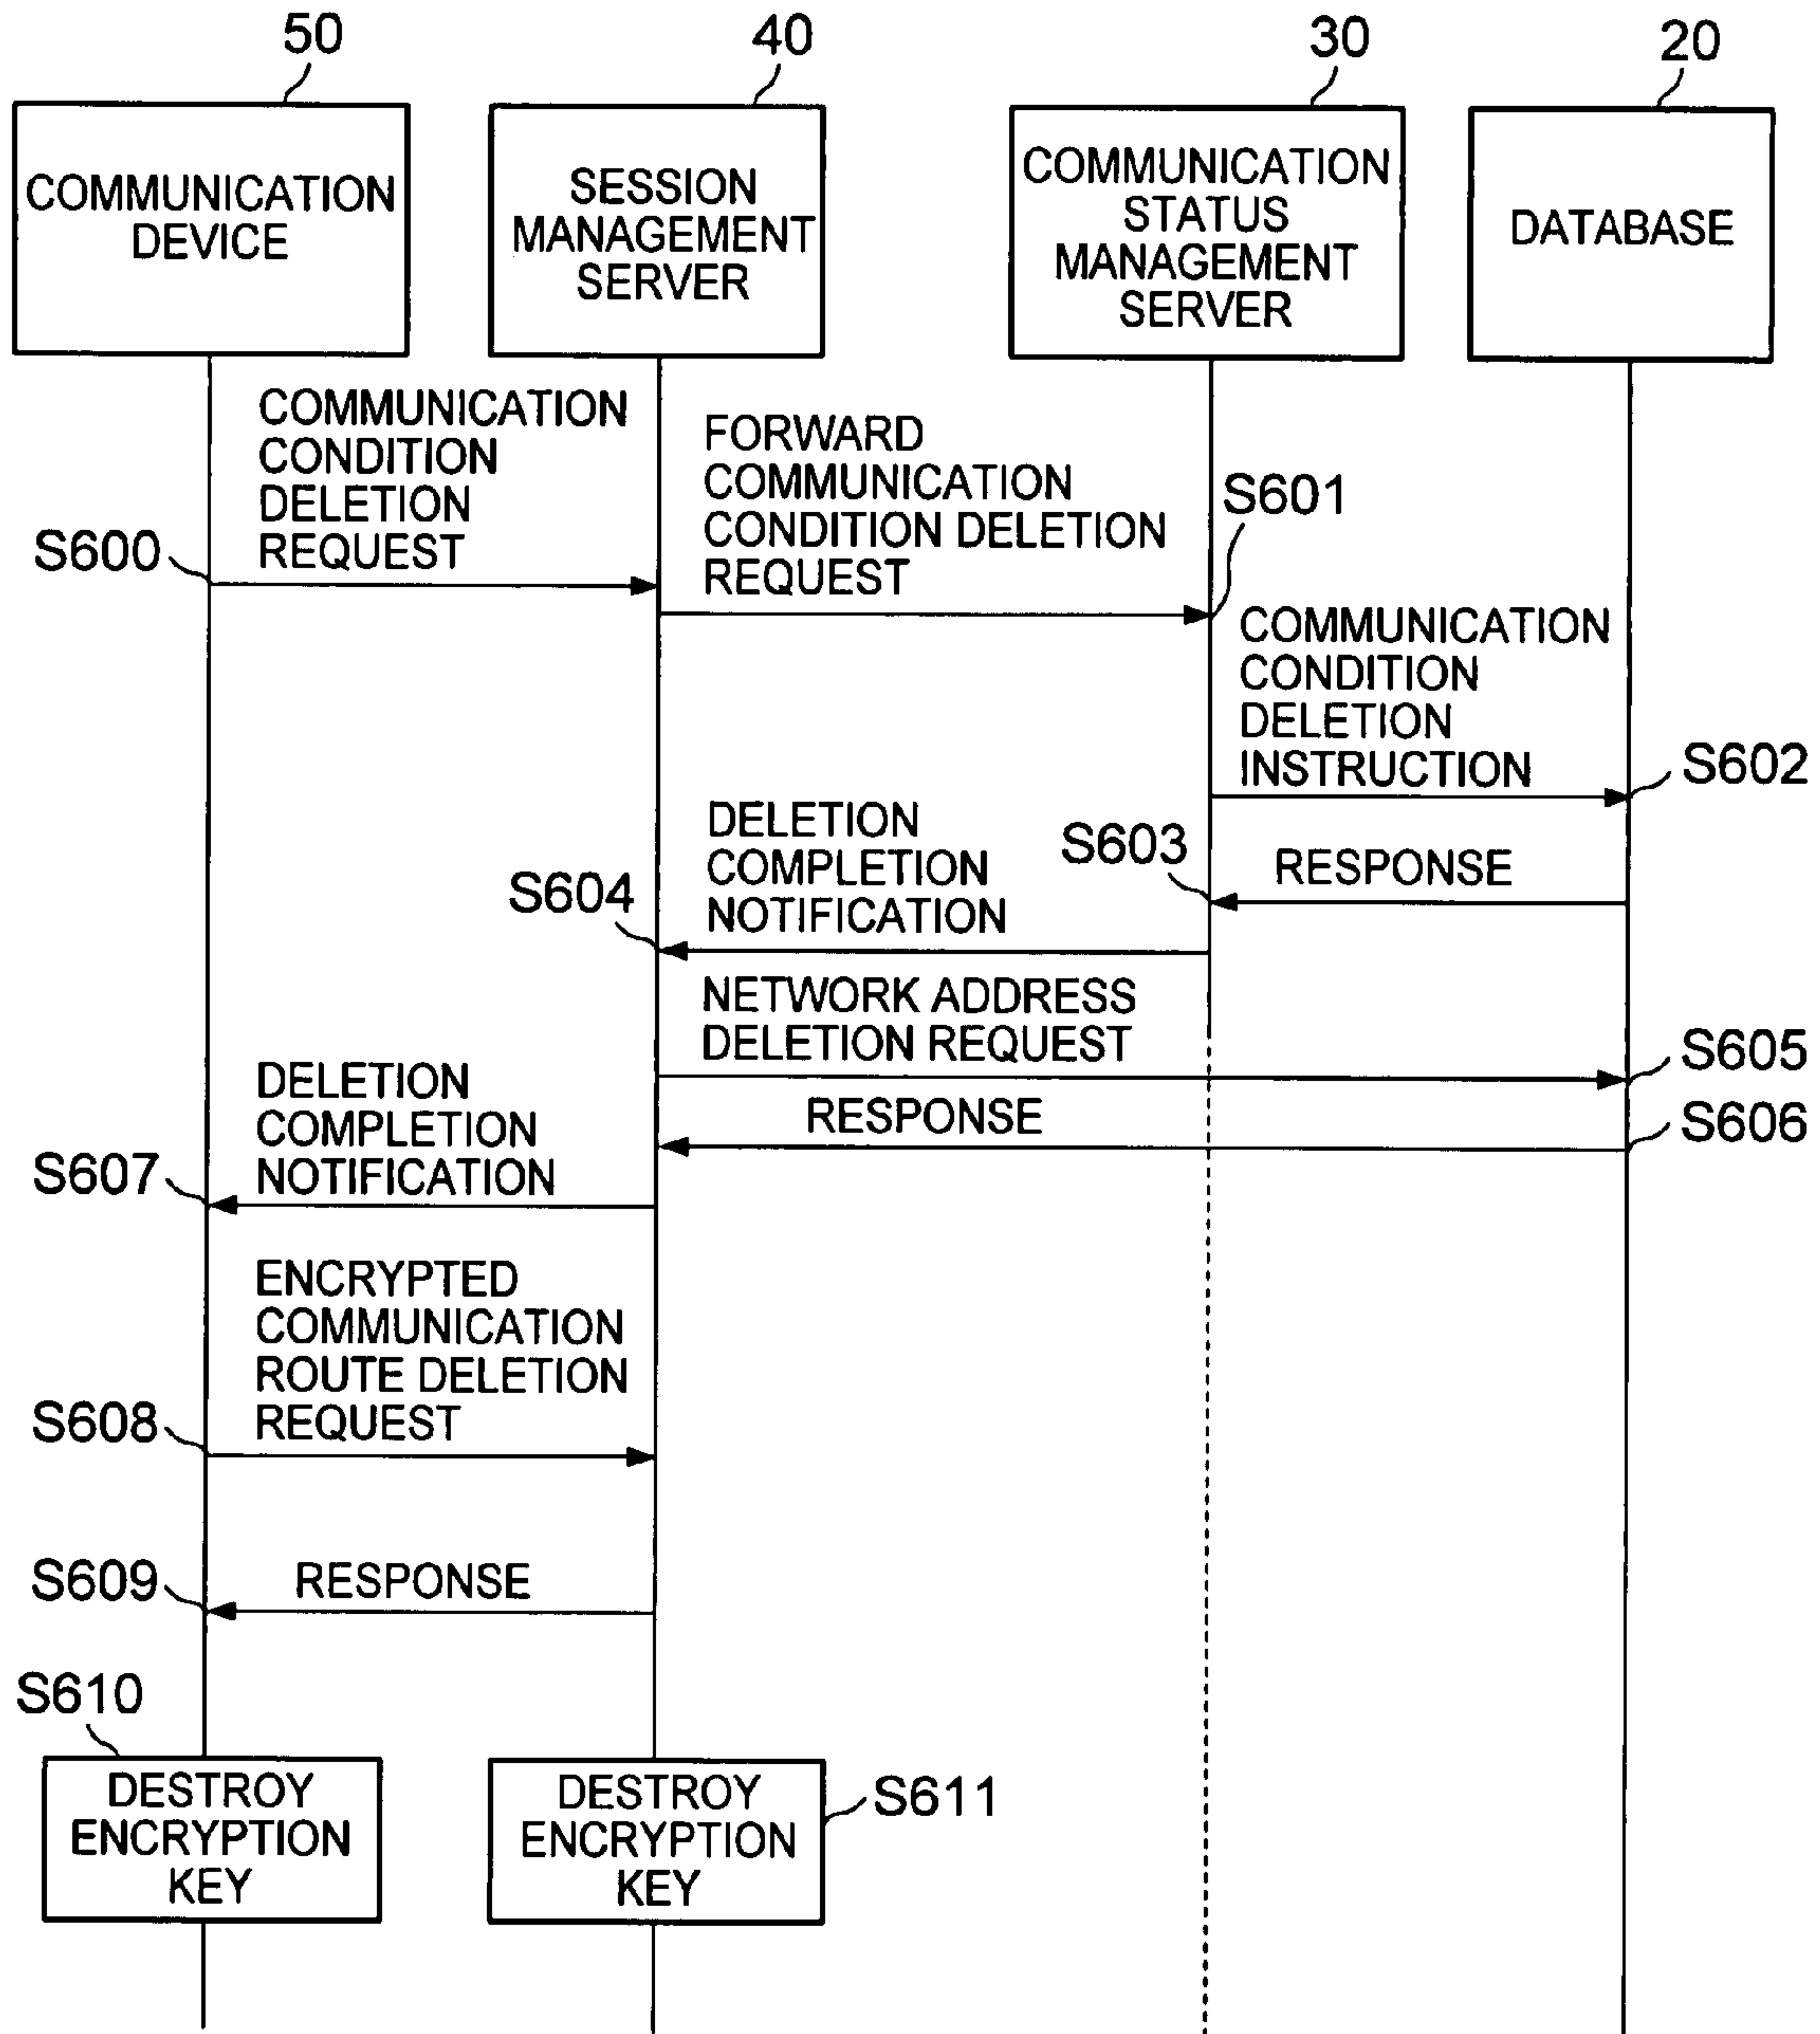 50
40
30
20
COMMUNICATION
DEVICE
SESSION
MANAGEMENT
SERVER
COMMUNICATION
STATUS
MANAGEMENT
SERVER
DATABASE
COMMUNICATION
CONDITION
DELETION
REQUEST
S600
FORWARD
COMMUNICATION
CONDITION DELETION
REQUEST
S601
COMMUNICATION
CONDITION
DELETION
INSTRUCTION
S602
RESPONSE
S603
DELETION
COMPLETION
NOTIFICATION
S604
NETWORK ADDRESS
DELETION REQUEST
S605
RESPONSE
S606
DELETION
COMPLETION
NOTIFICATION
S607
ENCRYPTED
COMMUNICATION
ROUTE DELETION
REQUEST
S608
RESPONSE
S609
S610
DESTROY
ENCRYPTION
KEY
DESTROY
ENCRYPTION
KEY
S611